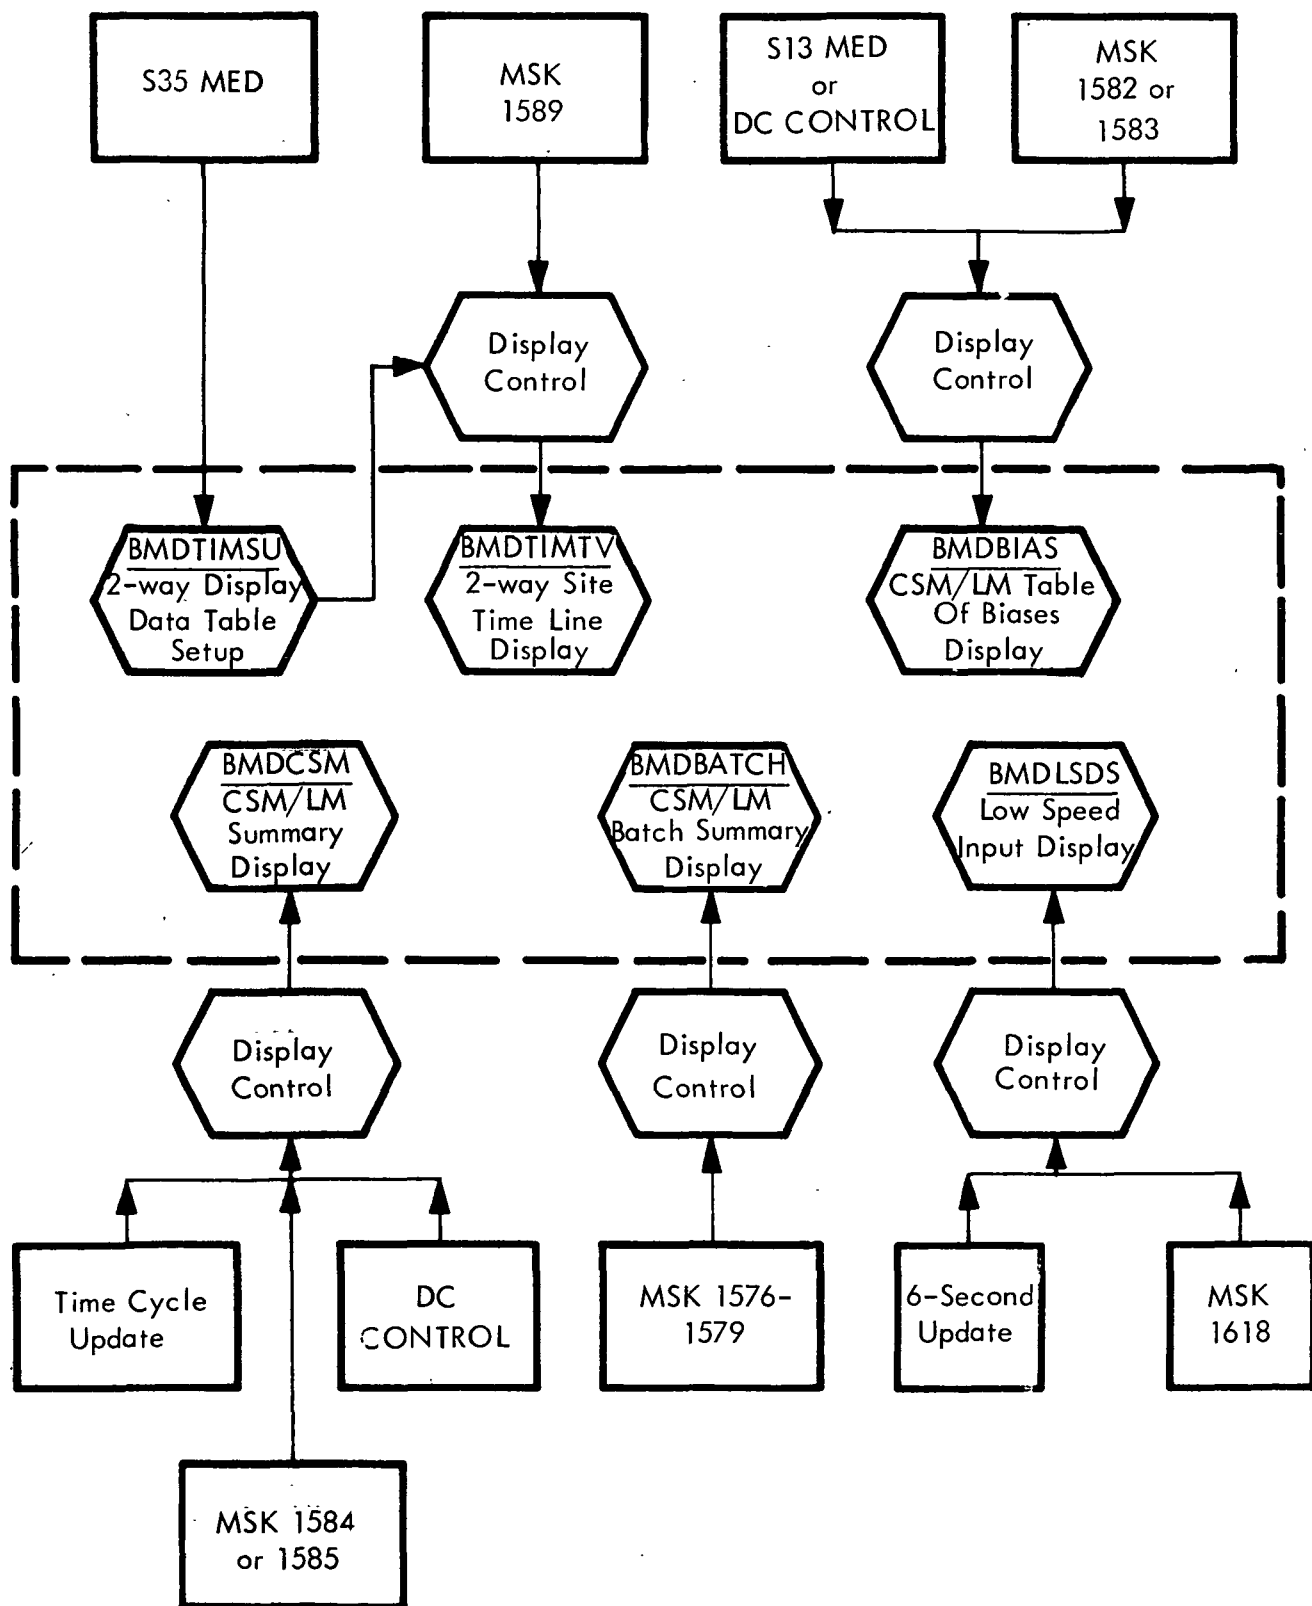 S35 MED
MSK
1589
S13 MED
or
DC CONTROL
MSK
1582 or
1583
Display
Control
Display
Control
BMDTIMSU
2-way Display
Data Table
Setup
BMDTIMTV
2-way Site
Time Line
Display
BMDBIAS
CSM/LM Table
Of Biases
Display
BMDCSM
CSM/LM
Summary
Display
BMDBATCH
CSM/LM
Batch Summary
Display
BMDLSDS
Low Speed
Input Display
Display
Control
Display
Control
Display
Control
Time Cycle
Update
DC
CONTROL
MSK 1576-
1579
6-Second
Update
MSK
1618
MSK 1584
or 1585